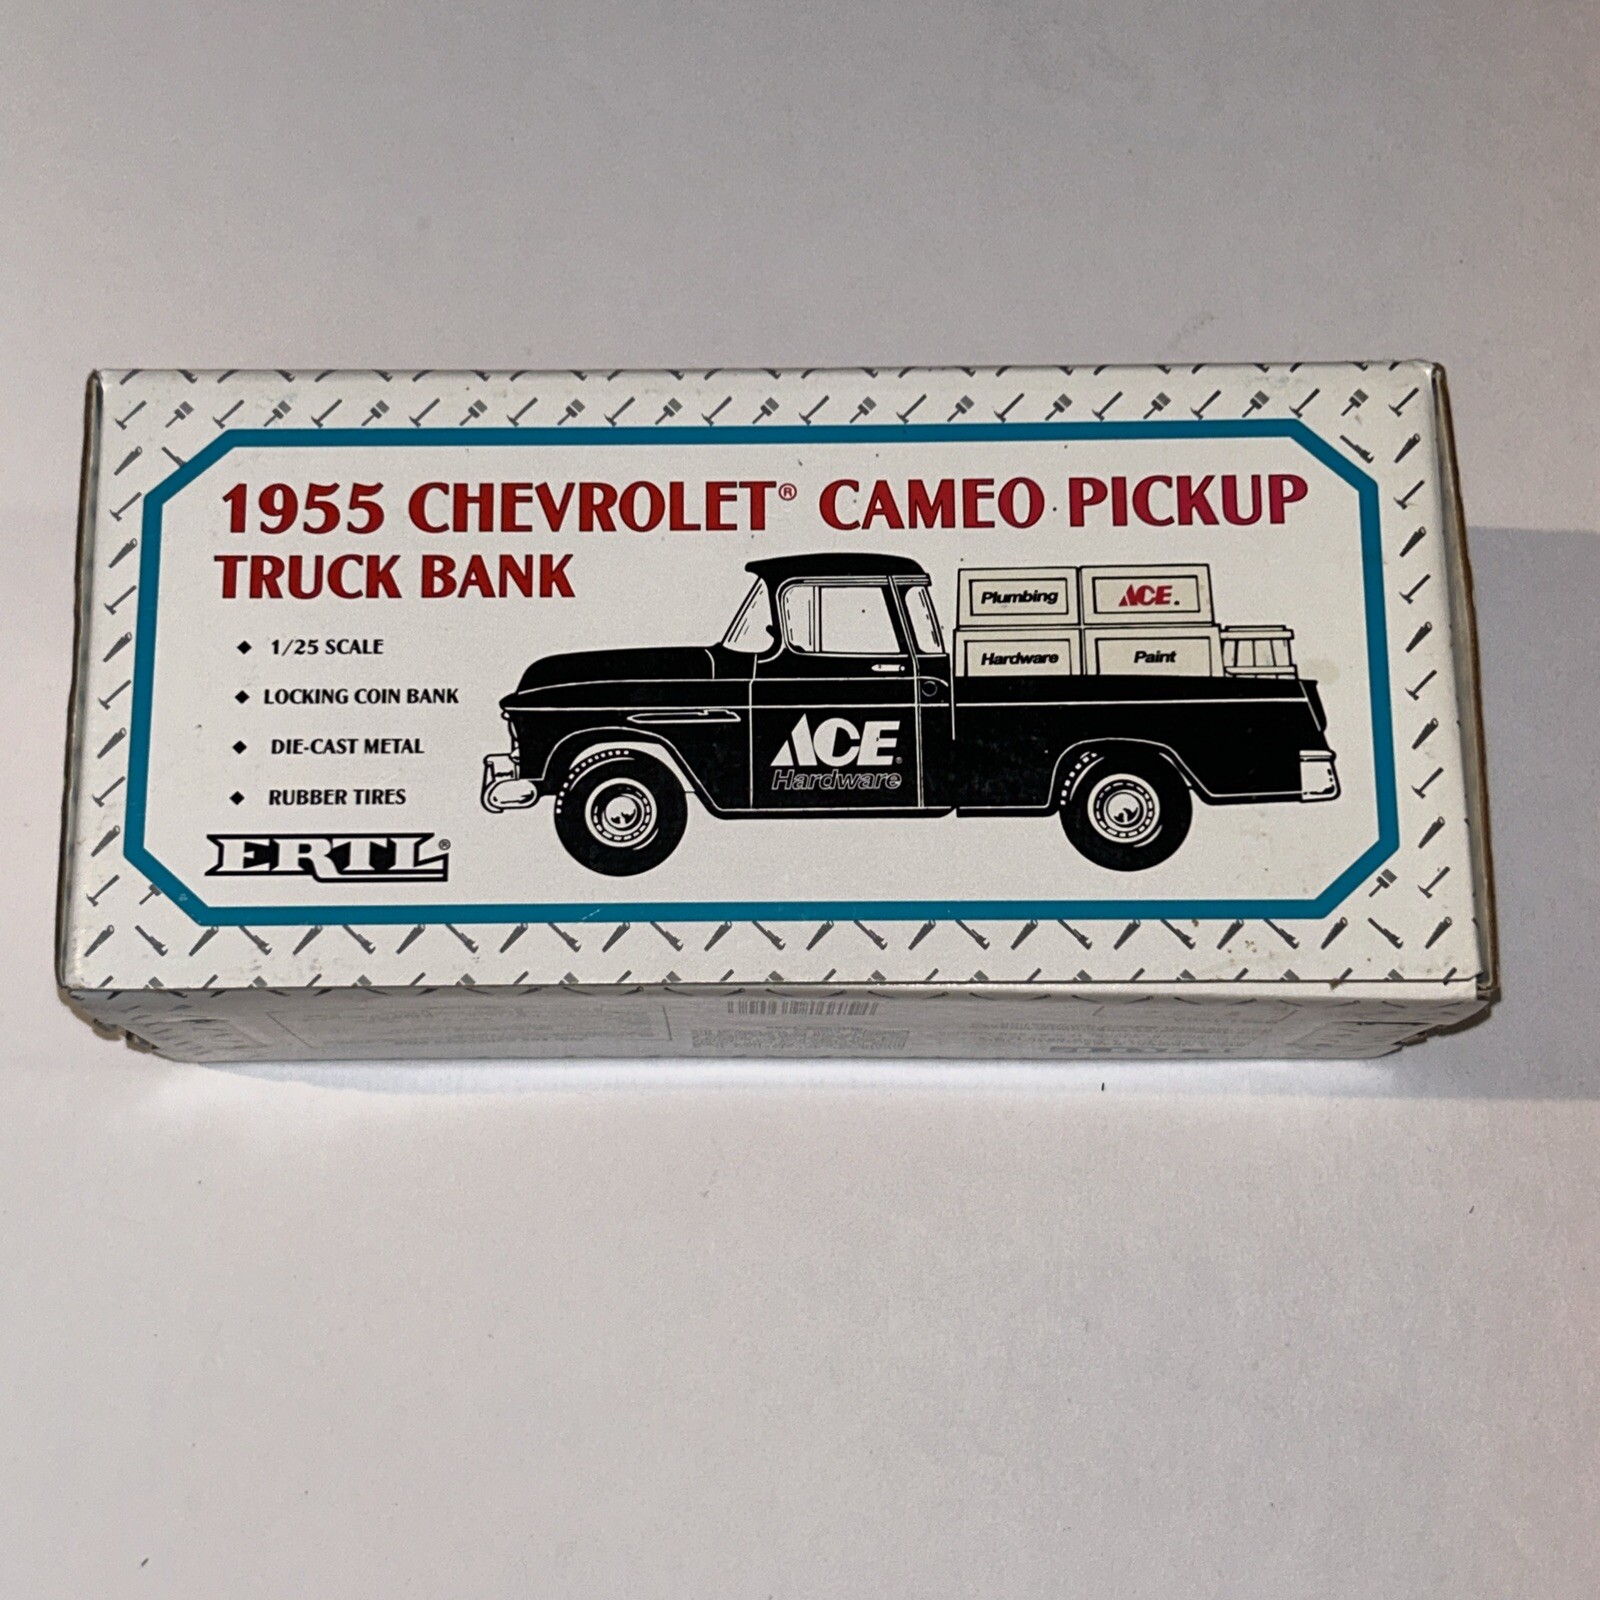 1955 CHEVROLET® CAMEO PICKUP
TRUCK BANK
◆ 1/25 SCALE
◆ LOCKING COIN BANK
◆ DIE-CAST METAL
◆ RUBBER TIRES
ERTL®
Plumbing
ACE®
Hardware
Paint
ACE®
Hardware